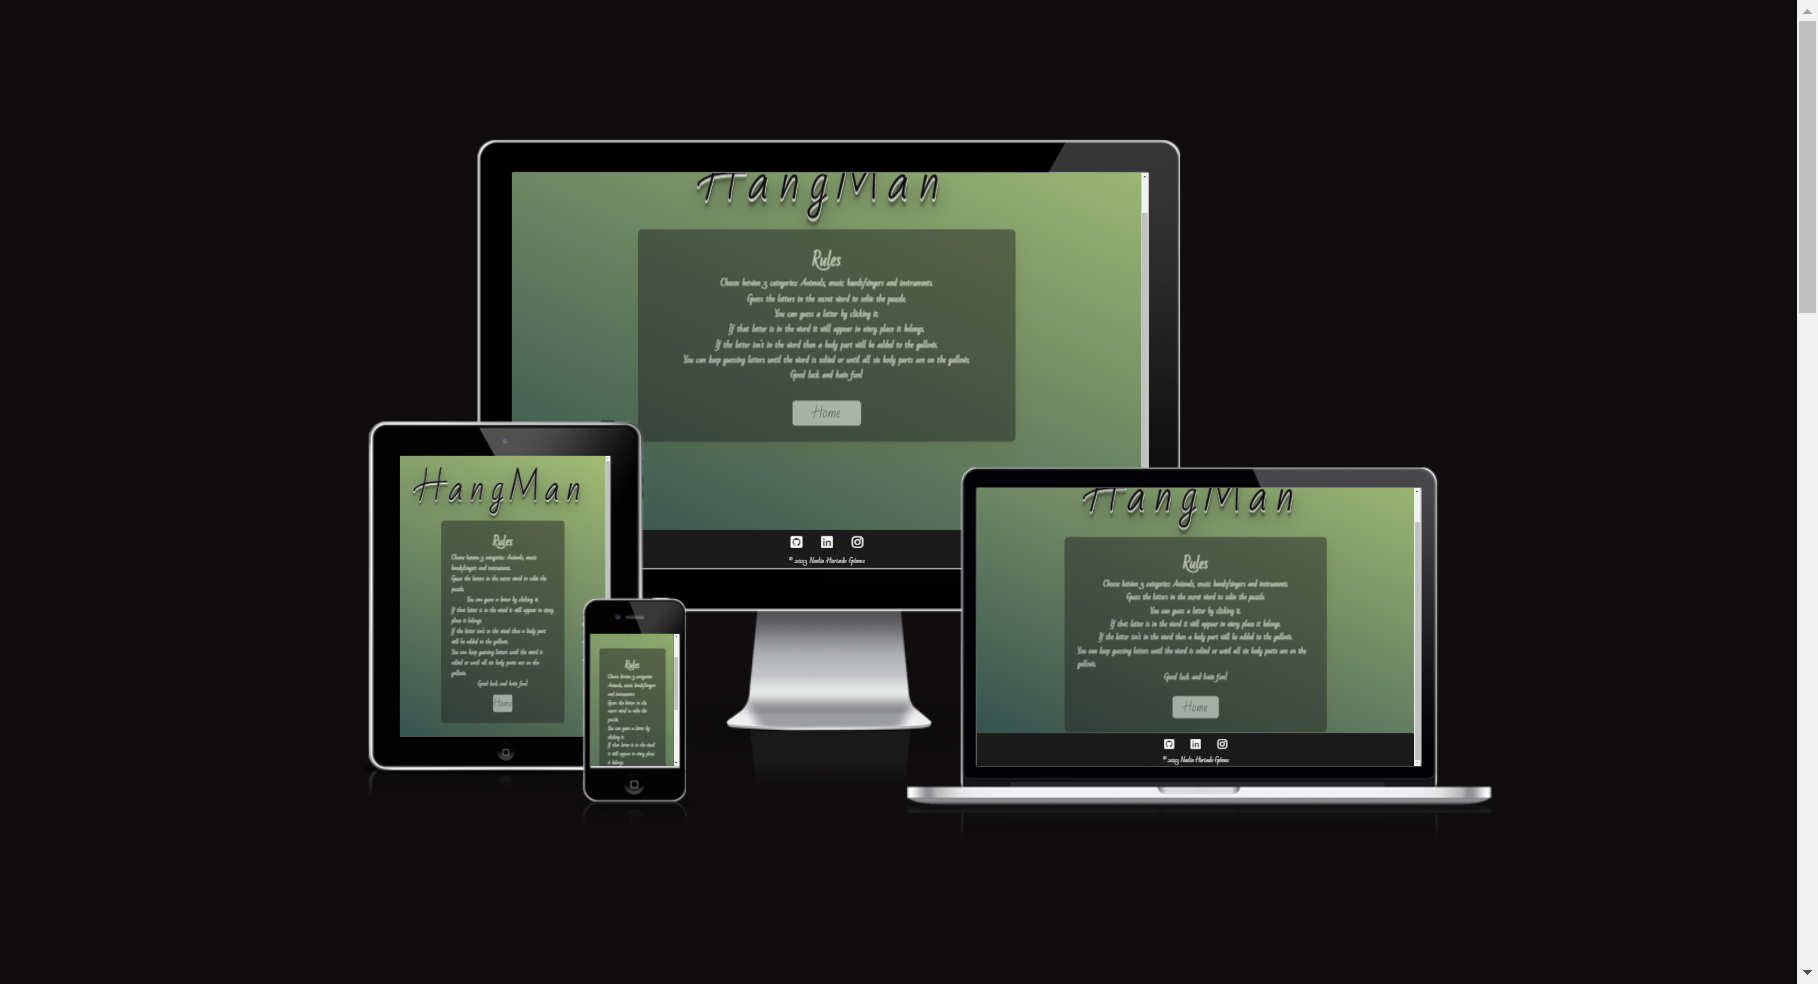 HangMan
Rules
Choose between 3 categories: Animals, music bands/singers and instruments.
Guess the letters in the secret word to solve the puzzle.
You can guess a letter by clicking it.
If that letter is in the word it will appear in every place it belongs.
If the letter isn't in the word then a body part will be added to the gallows.
You can keep guessing letters until the word is solved or until all six body parts are on the gallows.
Good luck and have fun!
Home
© 2023 Noelia Hurtado Gómez
HangMan
Rules
Choose between 3 categories: Animals, music
bands/singers and instruments.
Guess the letters in the secret word to solve the
puzzle.
You can guess a letter by clicking it.
If that letter is in the word it will appear in every
place it belongs.
If the letter isn't in the word then a body part
will be added to the gallows.
You can keep guessing letters until the word is
solved or until all six body parts are on the
gallows.
Good luck and have fun!
Home
Rules
Choose between 3 categories:
Animals, music bands/singers
and instruments.
Guess the letters in the
secret word to solve the
puzzle.
You can guess a letter by
clicking it.
If that letter is in the word
it will appear in every place
it belongs.
HangMan
Rules
Choose between 3 categories: Animals, music bands/singers and instruments.
Guess the letters in the secret word to solve the puzzle.
You can guess a letter by clicking it.
If that letter is in the word it will appear in every place it belongs.
If the letter isn't in the word then a body part will be added to the gallows.
You can keep guessing letters until the word is solved or until all six body parts are on the
gallows.
Good luck and have fun!
Home
© 2023 Noelia Hurtado Gómez